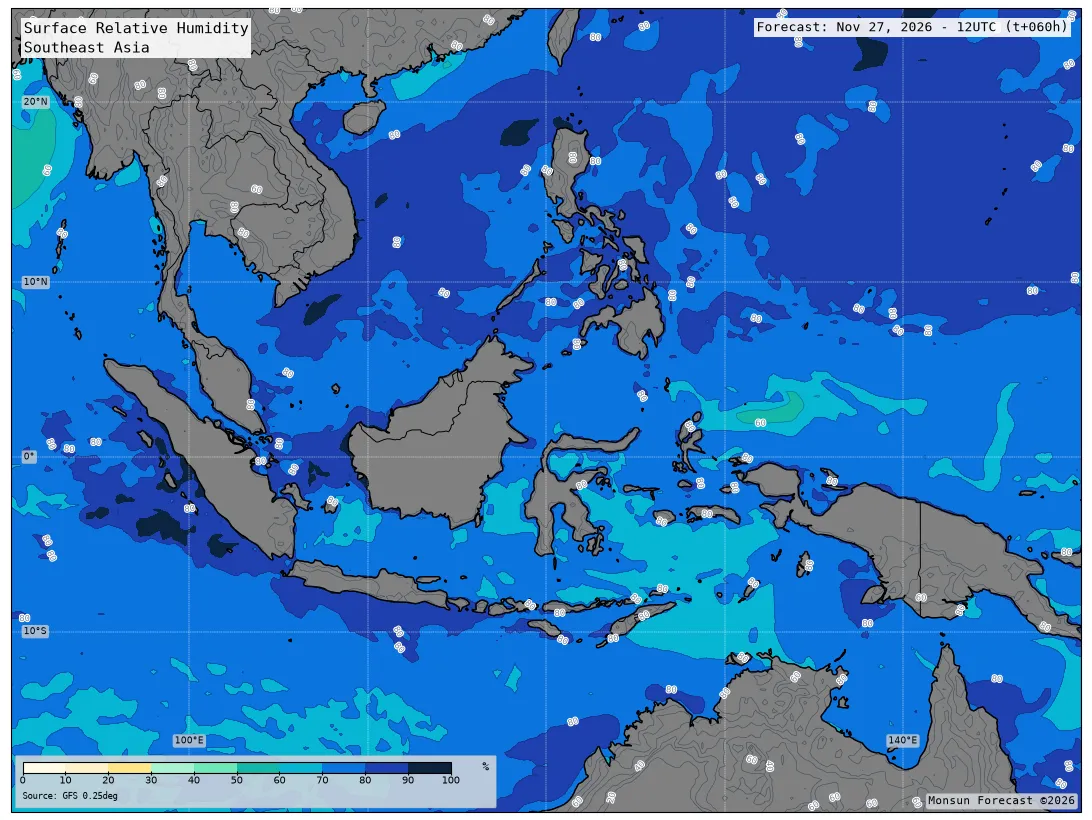 Surface Relative Humidity
Southeast Asia
Forecast: Nov 27, 2026 - 12UTC (t+060h)
20°N
10°N
0°
10°S
100°E
140°E
%
0 10 20 30 40 50 60 70 80 90 100
Source: GFS 0.25deg
Monsun Forecast ©2026